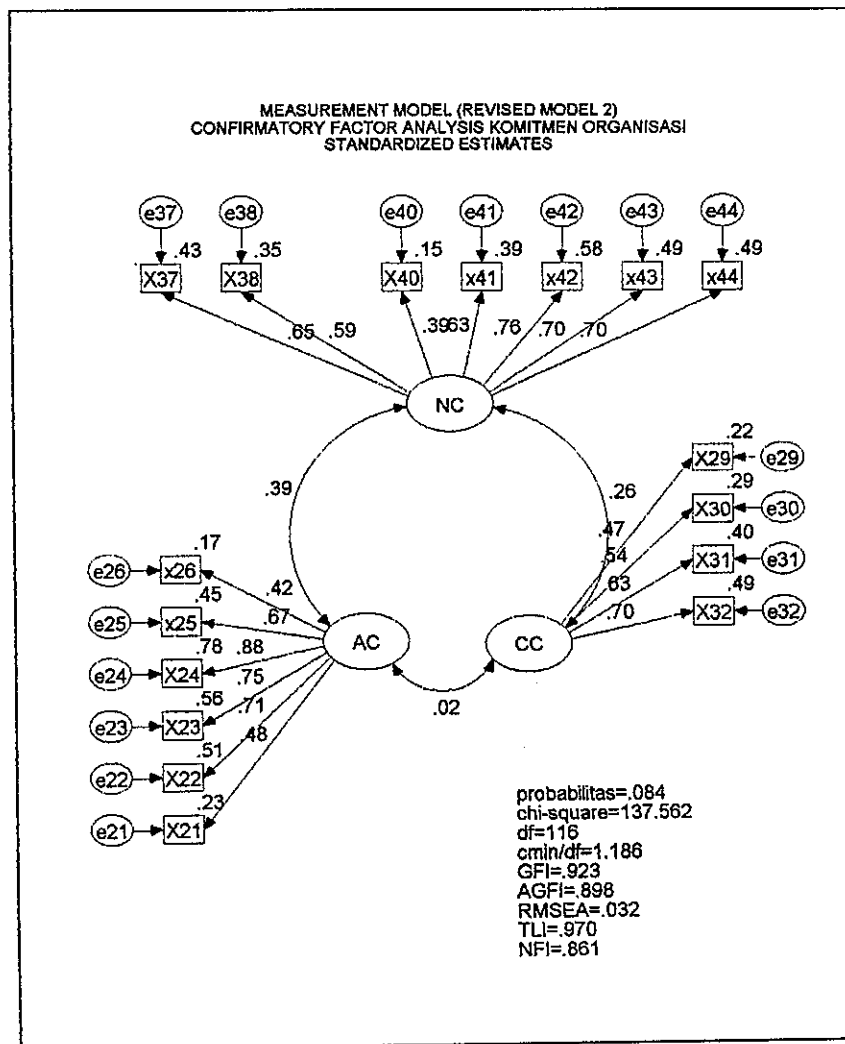 MEASUREMENT MODEL (REVISED MODEL 2)
CONFIRMATORY FACTOR ANALYSIS KOMITMEN ORGANISASI
STANDARDIZED ESTIMATES
e37 e38 e40 e41 e42 e43 e44
.43 .35 .15 .39 .58 .49 .49
X37 X38 X40 x41 x42 x43 x44
.65 .59 .39 .63 .76 .70 .70
NC
.39
.26
.22
X29 e29
.47
.29
X30 e30
.54
.40
X31 e31
.63
.49
X32 e32
.70
.17
e26 x26
.42
.45
e25 x25
.67
.78 .88
e24 X24
.75
.56
e23 X23
.71
.51
e22 X22
.48
.23
e21 X21
AC
CC
.02
probabilitas=.084
chi-square=137.562
df=116
cmin/df=1.186
GFI=.923
AGFI=.898
RMSEA=.032
TLI=.970
NFI=.861